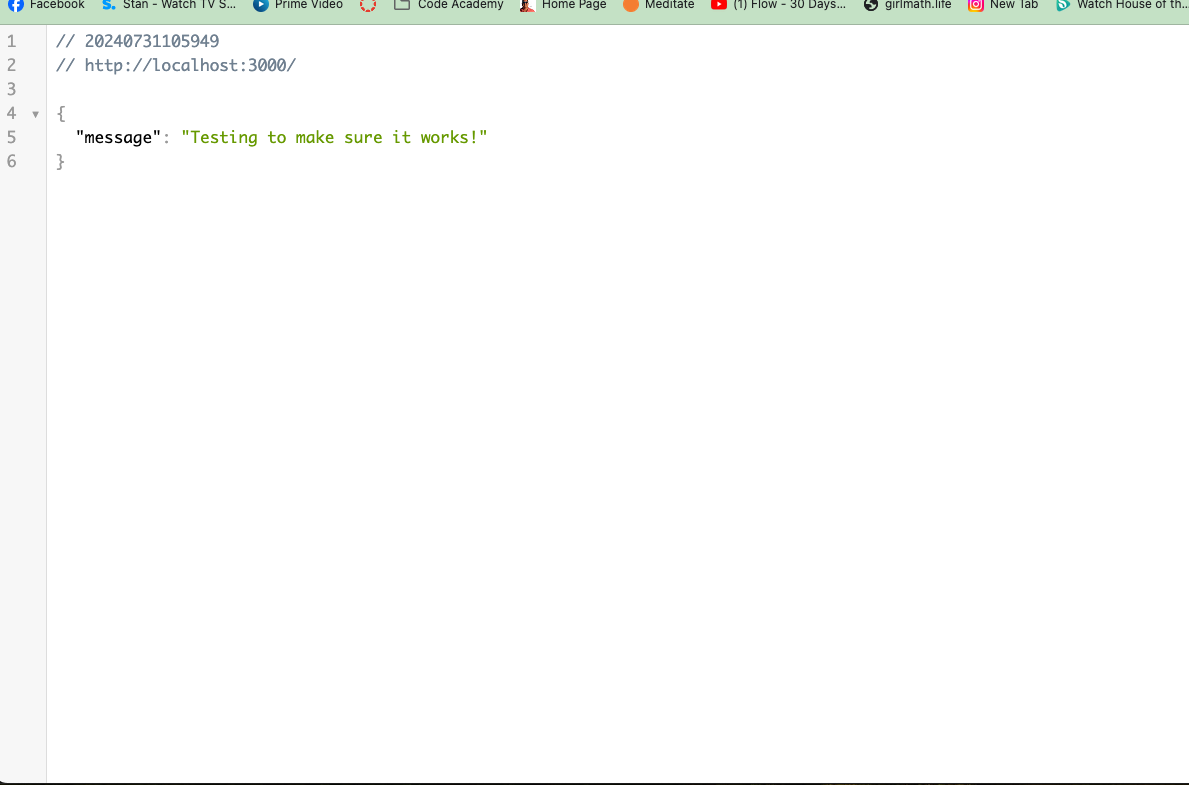 Facebook Stan - Watch TV S... Prime Video Code Academy Home Page Meditate (1) Flow - 30 Days... girlmath.life New Tab Watch House of th...
1 // 20240731105949
2 // http://localhost:3000/
3
4 {
5 "message": "Testing to make sure it works!"
6 }